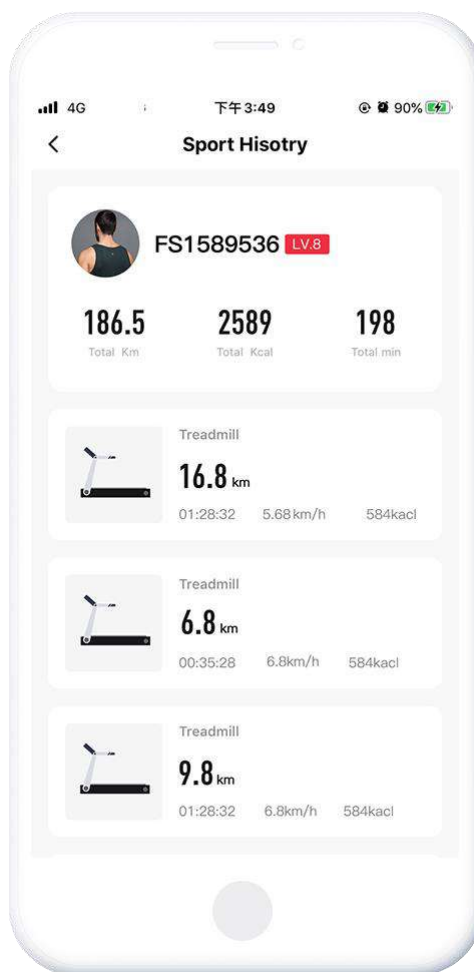 4G 下午3:49 90%
Sport Hisotry
FS1589536 LV.8
186.5 2589 198
Total Km Total Kcal Total min
Treadmill
16.8 km
01:28:32 5.68km/h 584kacl
Treadmill
6.8 km
00:35:28 6.8km/h 584kacl
Treadmill
9.8 km
01:28:32 6.8km/h 584kacl